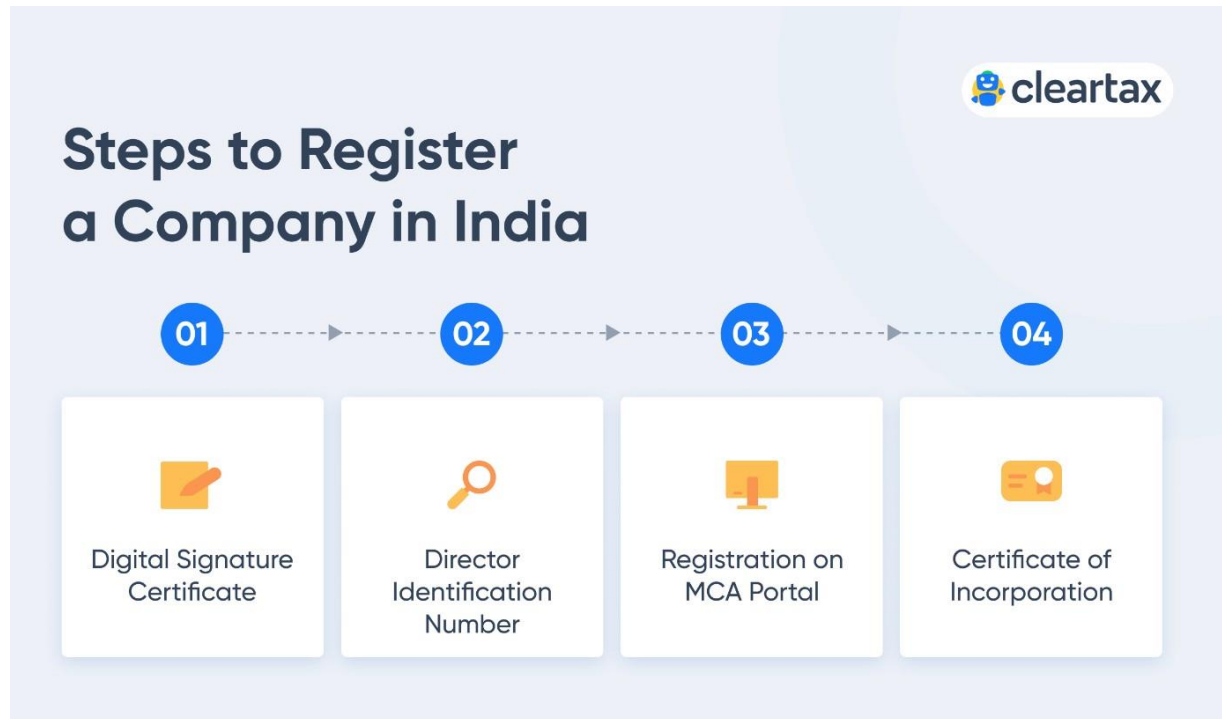 cleartax
Steps to Register
a Company in India
01
02
03
04
Digital Signature
Certificate
Director
Identification
Number
Registration on
MCA Portal
Certificate of
Incorporation